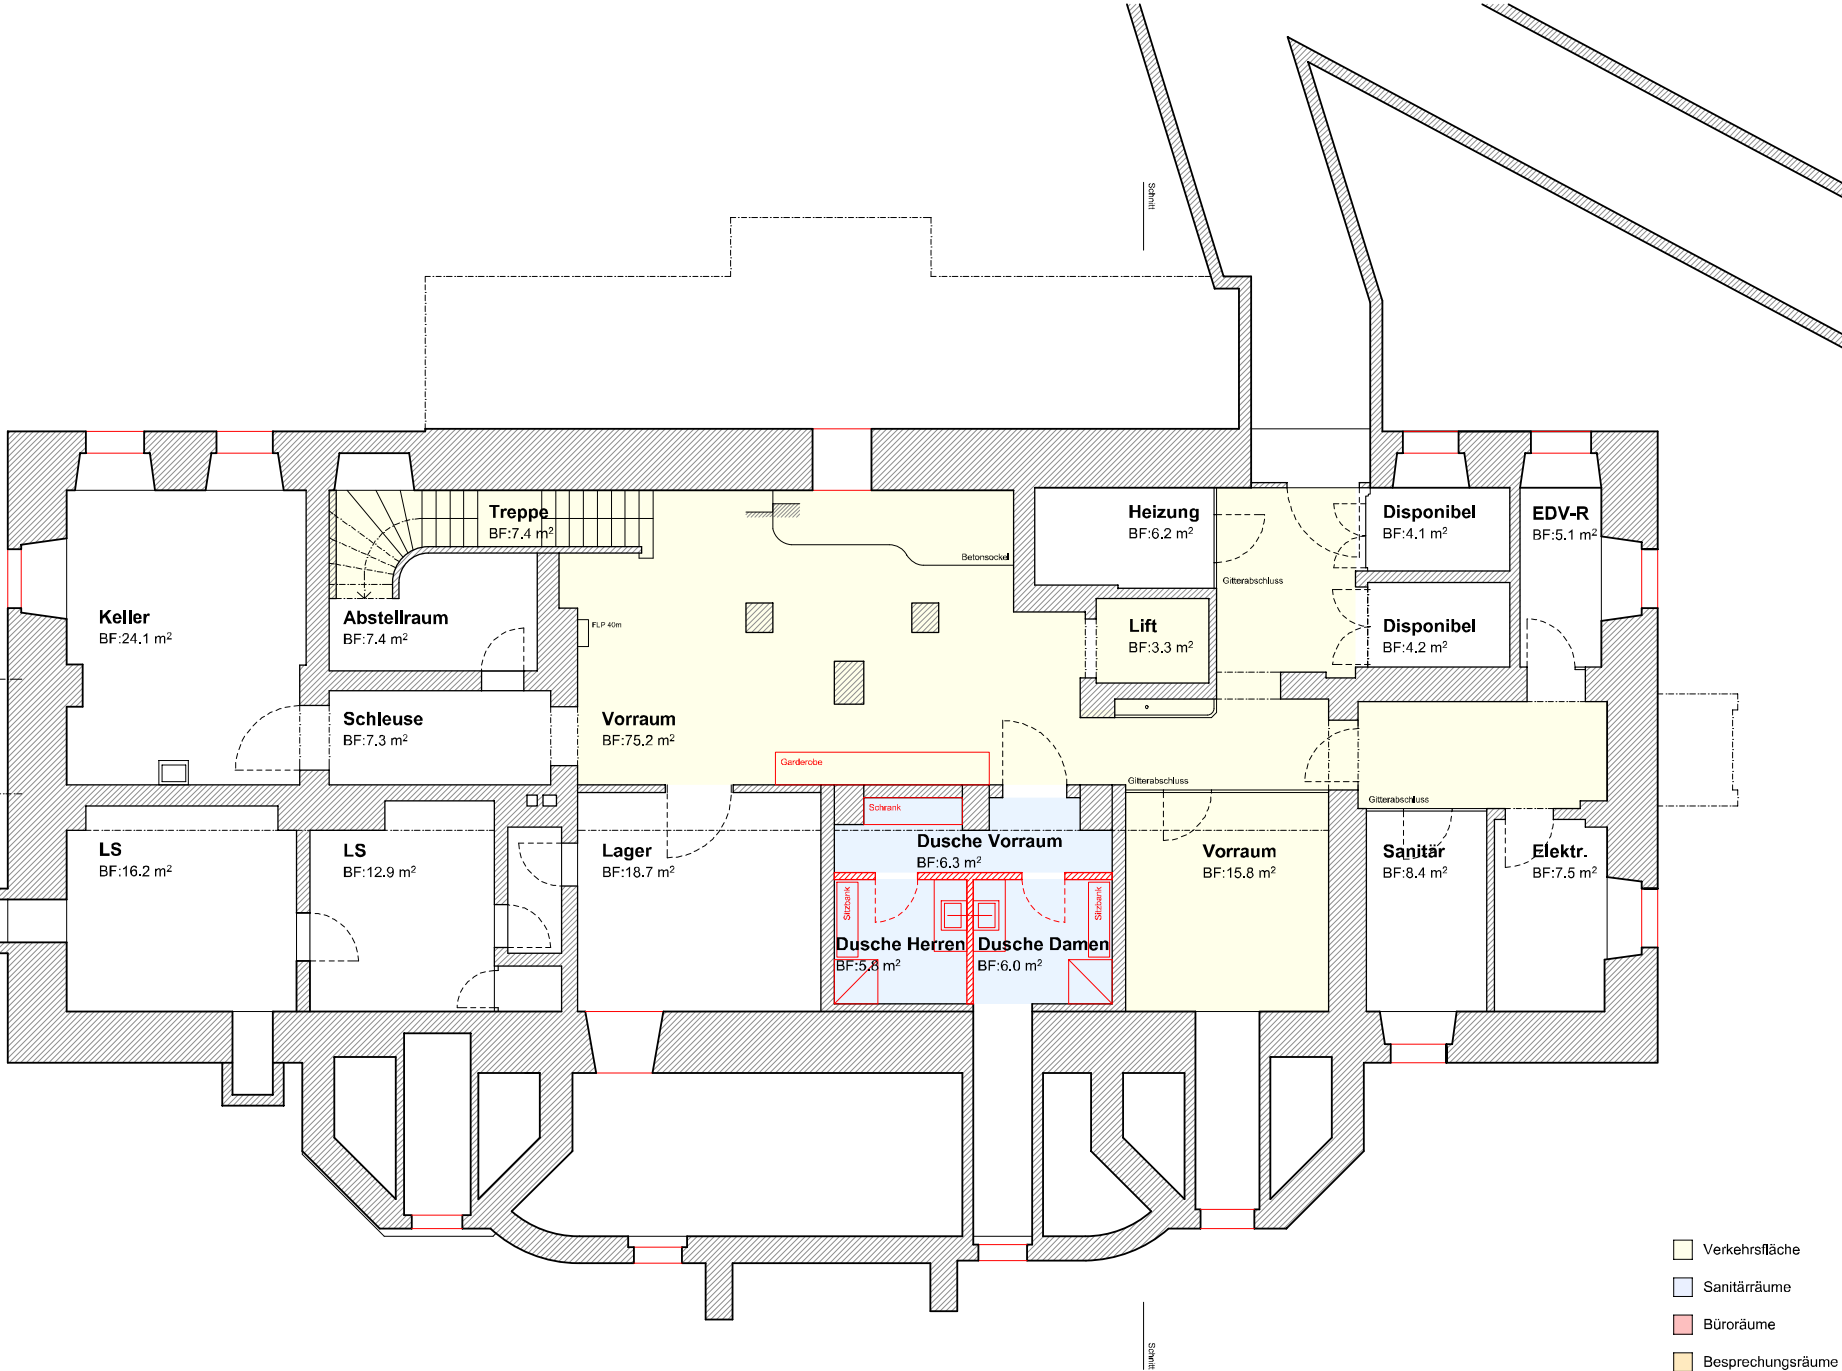 Schnitt
Treppe
BF:7.4 m²
Heizung
BF:6.2 m²
Disponibel
BF:4.1 m²
EDV-R
BF:5.1 m²
Betonsockel
Gitterabschluss
Keller
BF:24.1 m²
Abstellraum
BF:7.4 m²
FLP 40m
Lift
BF:3.3 m²
Disponibel
BF:4.2 m²
Schleuse
BF:7.3 m²
Vorraum
BF:75.2 m²
Garderobe
Gitterabschluss
Gitterabschluss
Schrank
LS
BF:16.2 m²
LS
BF:12.9 m²
Lager
BF:18.7 m²
Dusche Vorraum
BF:6.3 m²
Vorraum
BF:15.8 m²
Sanitär
BF:8.4 m²
Elektr.
BF:7.5 m²
Sitzbank
Sitzbank
Dusche Herren
BF:5.8 m²
Dusche Damen
BF:6.0 m²
Verkehrsfläche
Sanitärräume
Büroräume
Besprechungsräume
Schnitt